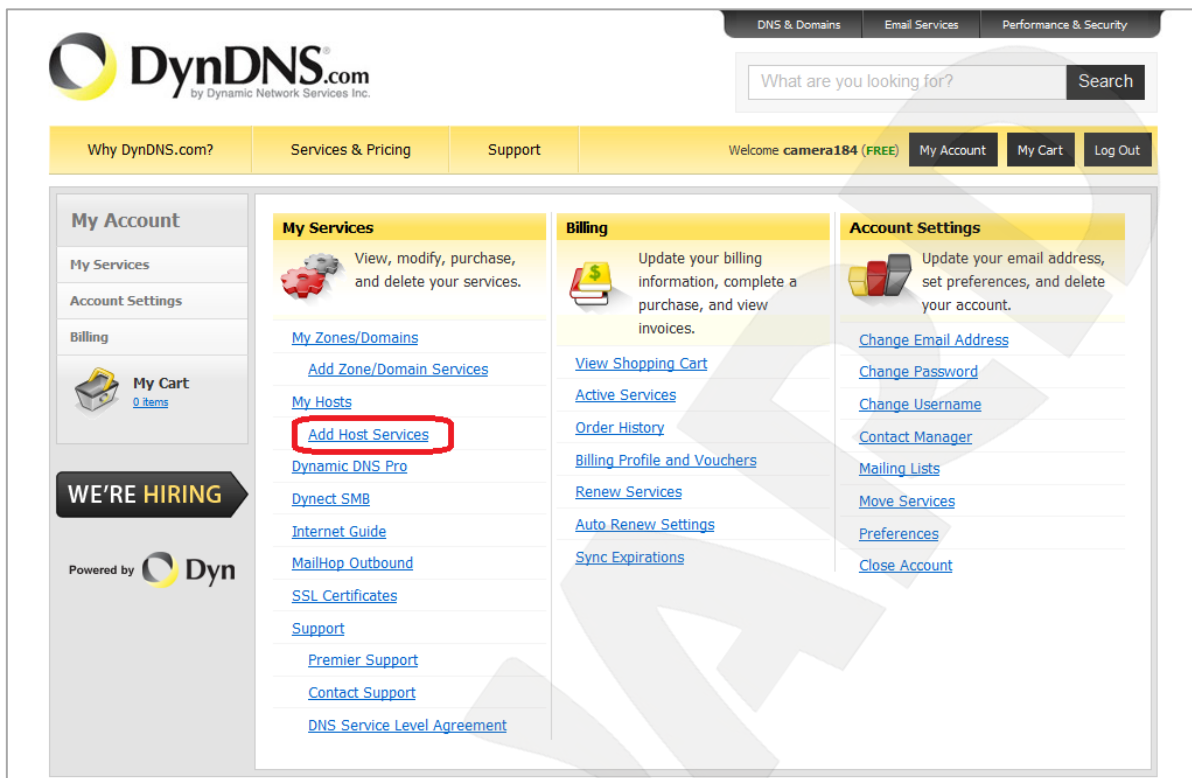 DNS & Domains Email Services Performance & Security
DynDNS.com
by Dynamic Network Services Inc.
What are you looking for? Search
Why DynDNS.com? Services & Pricing Support Welcome camera184 (FREE) My Account My Cart Log Out
My Account
My Services
Account Settings
Billing
My Cart
0 items
WE'RE HIRING
Powered by Dyn
My Services
View, modify, purchase,
and delete your services.
My Zones/Domains
Add Zone/Domain Services
My Hosts
Add Host Services
Dynamic DNS Pro
Dynect SMB
Internet Guide
MailHop Outbound
SSL Certificates
Support
Premier Support
Contact Support
DNS Service Level Agreement
Billing
Update your billing
information, complete a
purchase, and view
invoices.
View Shopping Cart
Active Services
Order History
Billing Profile and Vouchers
Renew Services
Auto Renew Settings
Sync Expirations
Account Settings
Update your email address,
set preferences, and delete
your account.
Change Email Address
Change Password
Change Username
Contact Manager
Mailing Lists
Move Services
Preferences
Close Account